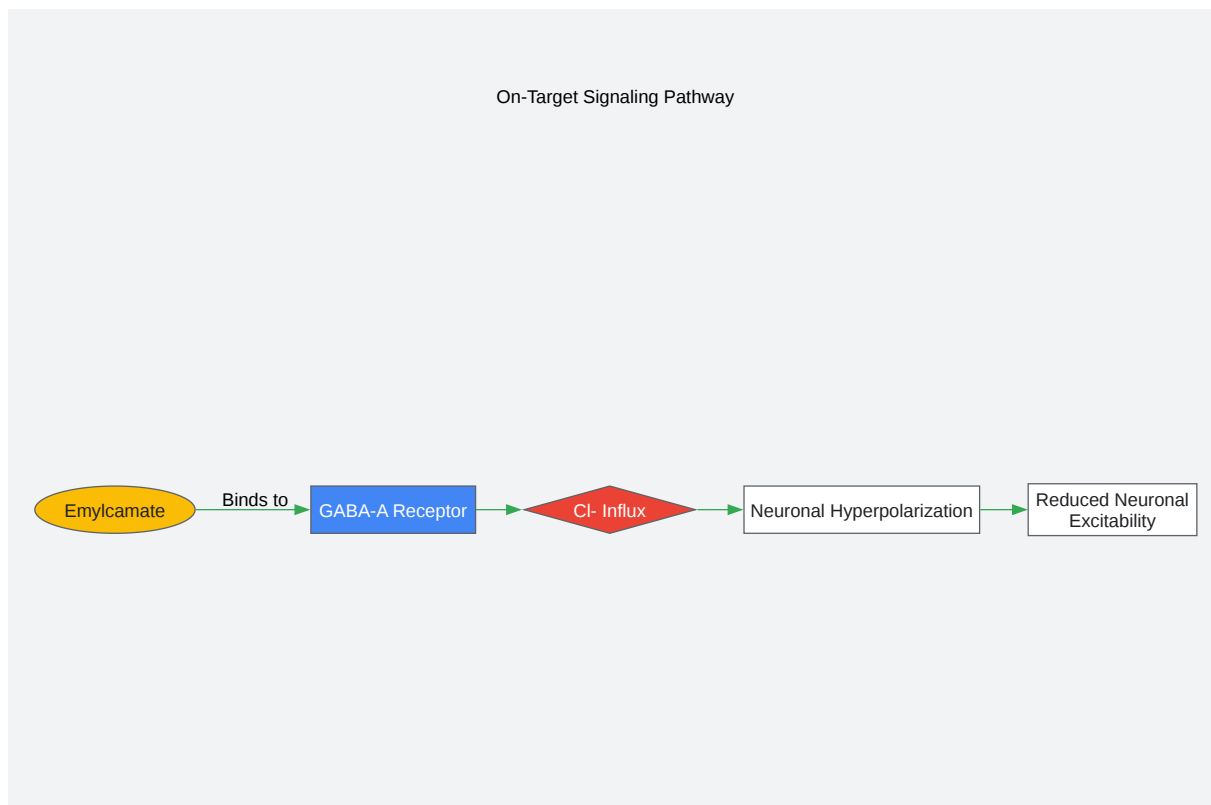 On-Target Signaling Pathway
Emylcamate
Binds to
GABA-A Receptor
Cl- Influx
Neuronal Hyperpolarization
Reduced Neuronal
Excitability